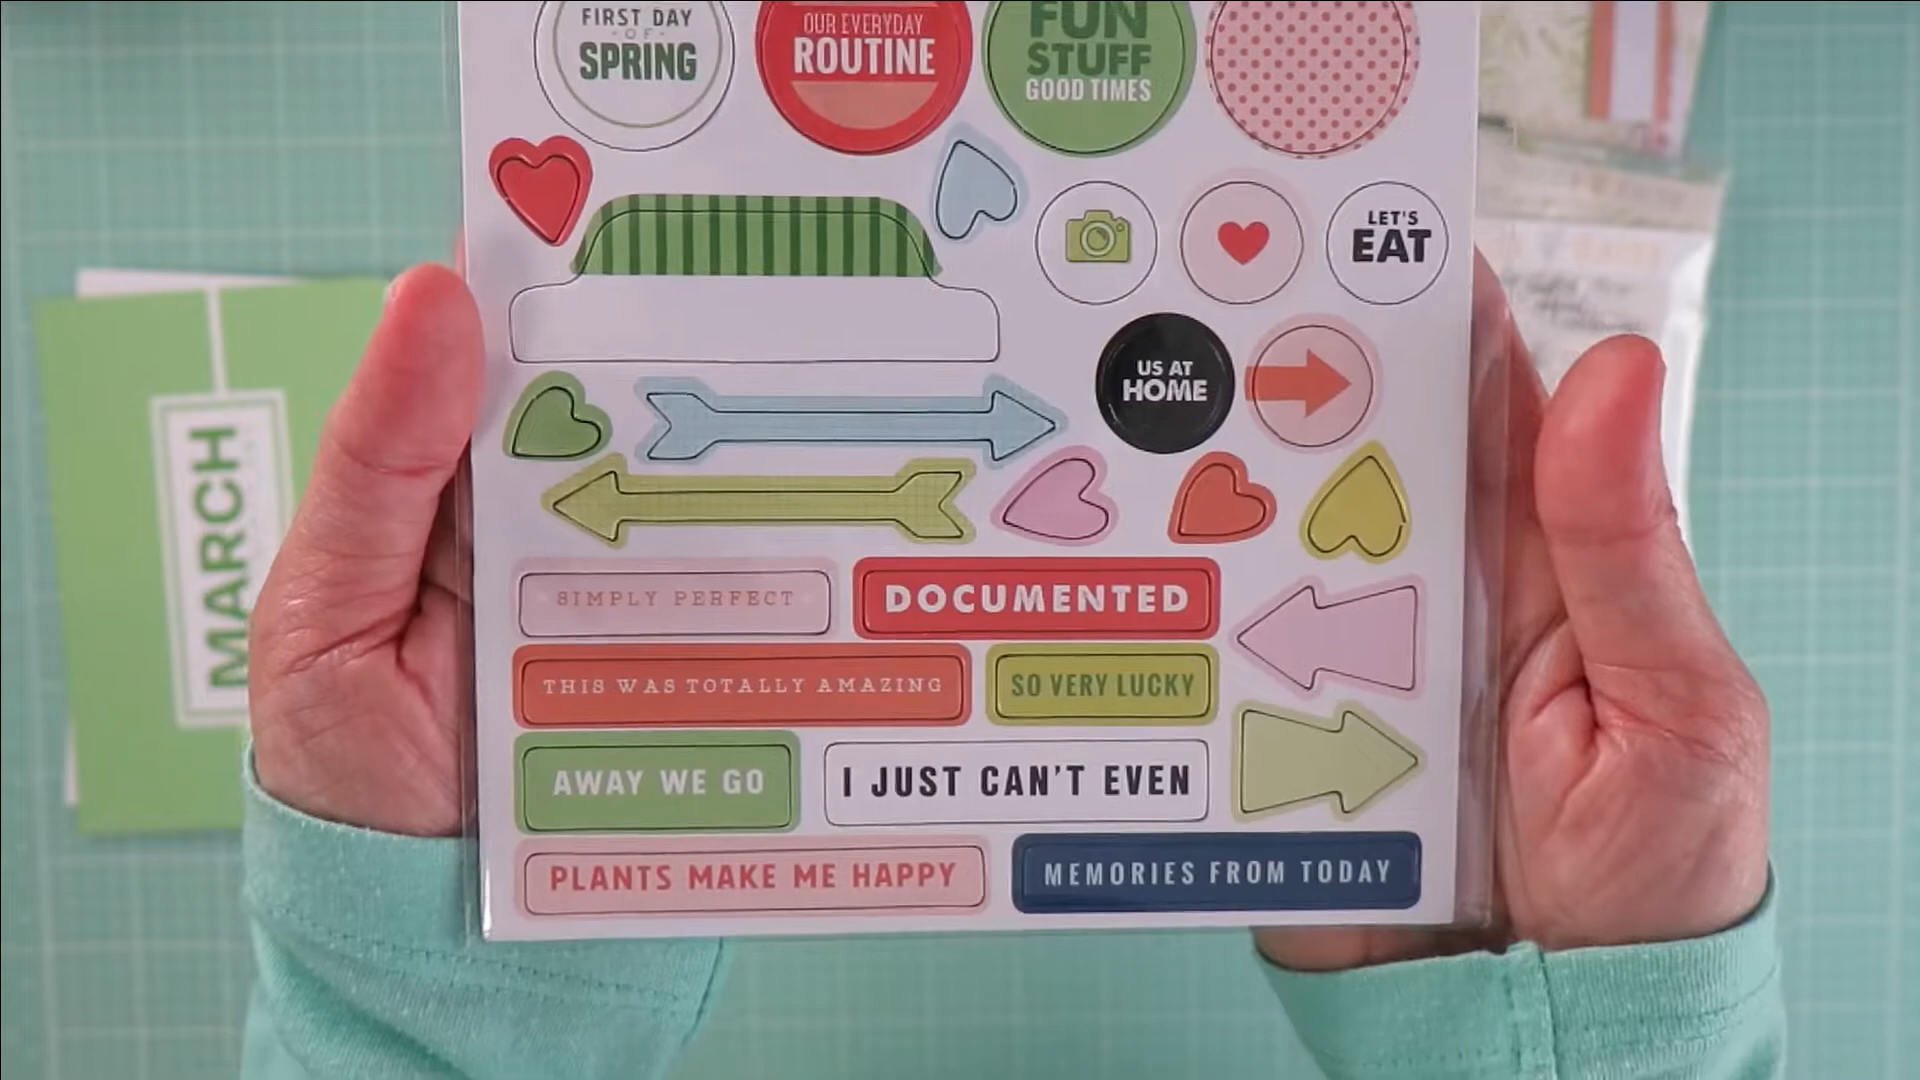 FIRST DAY
-OF-
SPRING
OUR EVERYDAY
ROUTINE
FUN
STUFF
GOOD TIMES
LET'S
EAT
US AT
HOME
MARCH
SIMPLY PERFECT
DOCUMENTED
THIS WAS TOTALLY AMAZING
SO VERY LUCKY
AWAY WE GO
I JUST CAN'T EVEN
PLANTS MAKE ME HAPPY
MEMORIES FROM TODAY